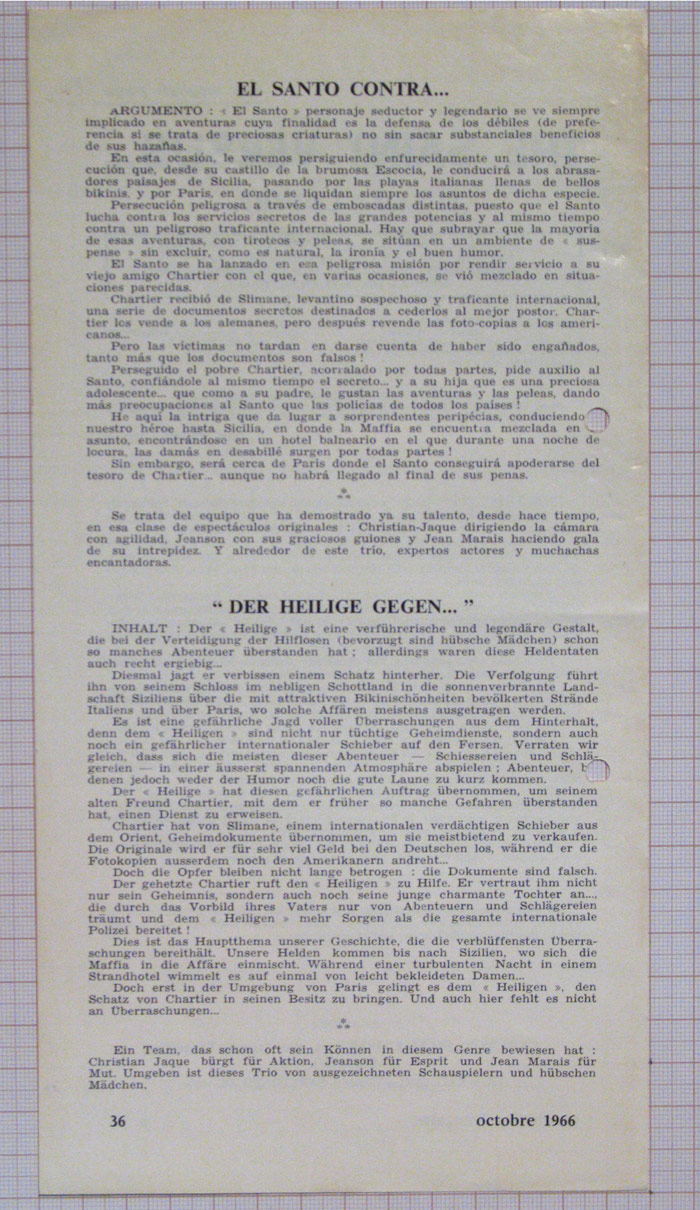 EL SANTO CONTRA...
ARGUMENTO : « El Santo » personaje seductor y legendario se ve siempre
implicado en aventuras cuya finalidad es la defensa de los débiles (de prefe-
rencia si se trata de preciosas criaturas) no sin sacar substanciales beneficios
de sus hazañas.
En esta ocasión, le veremos persiguiendo enfurecidamente un tesoro, perse-
cución que, desde su castillo de la brumosa Escocia, le conducirá a los abrasa-
dores paisajes de Sicilia, pasando por las playas italianas llenas de bellos
bikinis, y por Paris, en donde se liquidan siempre los asuntos de dicha especie.
Persecución peligrosa a través de emboscadas distintas, puesto que el Santo
lucha contra los servicios secretos de las grandes potencias y al mismo tiempo
contra un peligroso traficante internacional. Hay que subrayar que la mayoria
de esas aventuras, con tiroteos y peleas, se sitúan en un ambiente de « sus-
pense » sin excluir, como es natural, la ironia y el buen humor.
El Santo se ha lanzado en esa peligrosa misión por rendir servicio a su
viejo amigo Chartier con el que, en varias ocasiones, se vió mezclado en situa-
ciones parecidas.
Chartier recibió de Slimane, levantino sospechoso y traficante internacional,
una serie de documentos secretos destinados a cederlos al mejor postor. Char-
tier los vende a los alemanes, pero después revende las foto-copias a los ameri-
canos...
Pero las victimas no tardan en darse cuenta de haber sido engañados,
tanto más que los documentos son falsos !
Perseguido el pobre Chartier, acorralado por todas partes, pide auxilio al
Santo, confiándole al mismo tiempo el secreto... y a su hija que es una preciosa
adolescente... que como a su padre, le gustan las aventuras y las peleas, dando
más preocupaciones al Santo que las policias de todos los paises !
He aqui la intriga que da lugar a sorprendentes peripécias, conduciendo
nuestro héroe hasta Sicilia, en donde la Maffia se encuentra mezclada en
asunto, encontrándose en un hotel balneario en el que durante una noche de
locura, las damás en desabillé surgen por todas partes !
Sin embargo, será cerca de Paris donde el Santo conseguirá apoderarse del
tesoro de Chartier... aunque no habrá llegado al final de sus penas.
Se trata del equipo que ha demostrado ya su talento, desde hace tiempo,
en esa clase de espectáculos originales : Christian-Jaque dirigiendo la cámara
con agilidad, Jeanson con sus graciosos guiones y Jean Marais haciendo gala
de su intrepidez. Y alrededor de este trio, expertos actores y muchachas
encantadoras.
“ DER HEILIGE GEGEN... ”
INHALT : Der « Heilige » ist eine verführerische und legendäre Gestalt,
die bei der Verteidigung der Hilflosen (bevorzugt sind hübsche Mädchen) schon
so manches Abenteuer überstanden hat ; allerdings waren diese Heldentaten
auch recht ergiebig...
Diesmal jagt er verbissen einem Schatz hinterher. Die Verfolgung führt
ihn von seinem Schloss im nebligen Schottland in die sonnenverbrannte Land-
schaft Siziliens über die mit attraktiven Bikinischönheiten bevölkerten Strände
Italiens und über Paris, wo solche Affären meistens ausgetragen werden.
Es ist eine gefährliche Jagd voller Überraschungen aus dem Hinterhalt,
denn dem « Heiligen » sind nicht nur tüchtige Geheimdienste, sondern auch
noch ein gefährlicher internationaler Schieber auf den Fersen. Verraten wir
gleich, dass sich die meisten dieser Abenteuer — Schiessereien und Schlä-
gereien — in einer äusserst spannenden Atmosphäre abspielen ; Abenteuer,
denen jedoch weder der Humor noch die gute Laune zu kurz kommen.
Der « Heilige » hat diesen gefährlichen Auftrag übernommen, um seinem
alten Freund Chartier, mit dem er früher so manche Gefahren überstanden
hat, einen Dienst zu erweisen.
Chartier hat von Slimane, einem internationalen verdächtigen Schieber aus
dem Orient, Geheimdokumente übernommen, um sie meistbietend zu verkaufen.
Die Originale wird er für sehr viel Geld bei den Deutschen los, während er die
Fotokopien ausserdem noch den Amerikanern andreht...
Doch die Opfer bleiben nicht lange betrogen : die Dokumente sind falsch.
Der gehetzte Chartier ruft den « Heiligen » zu Hilfe. Er vertraut ihm nicht
nur sein Geheimnis, sondern auch noch seine junge charmante Tochter an...,
die durch das Vorbild ihres Vaters nur von Abenteuern und Schlägereien
träumt und dem « Heiligen » mehr Sorgen als die gesamte internationale
Polizei bereitet !
Dies ist das Hauptthema unserer Geschichte, die die verblüffensten Überra-
schungen bereithält. Unsere Helden kommen bis nach Sizilien, wo sich die
Maffia in die Affäre einmischt. Während einer turbulenten Nacht in einem
Strandhotel wimmelt es auf einmal von leicht bekleideten Damen...
Doch erst in der Umgebung von Paris gelingt es dem « Heiligen », den
Schatz von Chartier in seinen Besitz zu bringen. Und auch hier fehlt es nicht
an Überraschungen...
Ein Team, das schon oft sein Können in diesem Genre bewiesen hat :
Christian Jaque bürgt für Aktion, Jeanson für Esprit und Jean Marais für
Mut. Umgeben ist dieses Trio von ausgezeichneten Schauspielern und hübschen
Mädchen.
36
octobre 1966